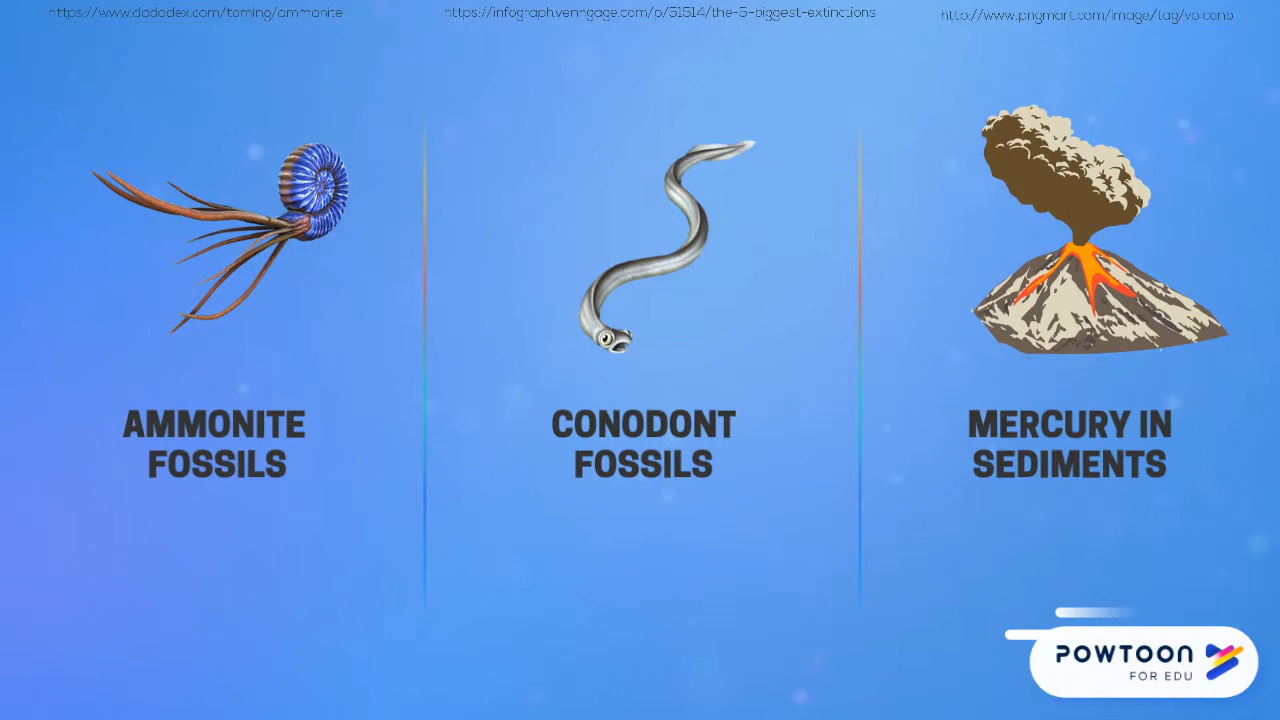 https://www.dododex.com/taming/ammonite
https://infograph.venngage.com/p/51514/the-5-biggest-extinctions
http://www.pngmart.com/image/tag/volcano
AMMONITE
FOSSILS
CONODONT
FOSSILS
MERCURY IN
SEDIMENTS
POWTOON
FOR EDU